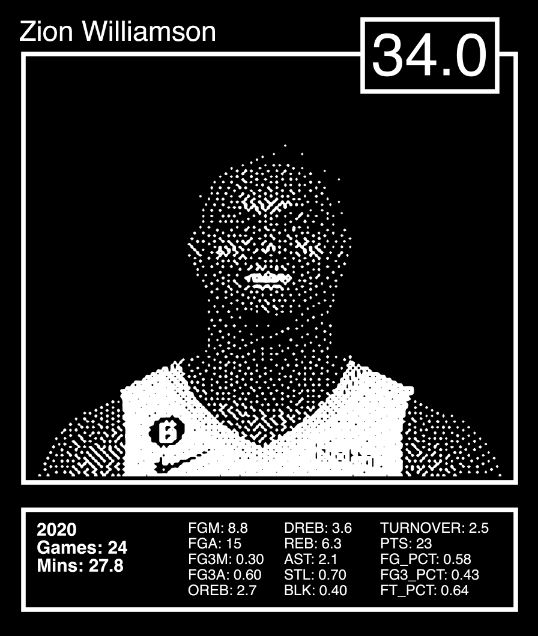 Zion Williamson
34.0
6
2020
Games: 24
Mins: 27.8
FGM: 8.8
FGA: 15
FG3M: 0.30
FG3A: 0.60
OREB: 2.7
DREB: 3.6
REB: 6.3
AST: 2.1
STL: 0.70
BLK: 0.40
TURNOVER: 2.5
PTS: 23
FG_PCT: 0.58
FG3_PCT: 0.43
FT_PCT: 0.64